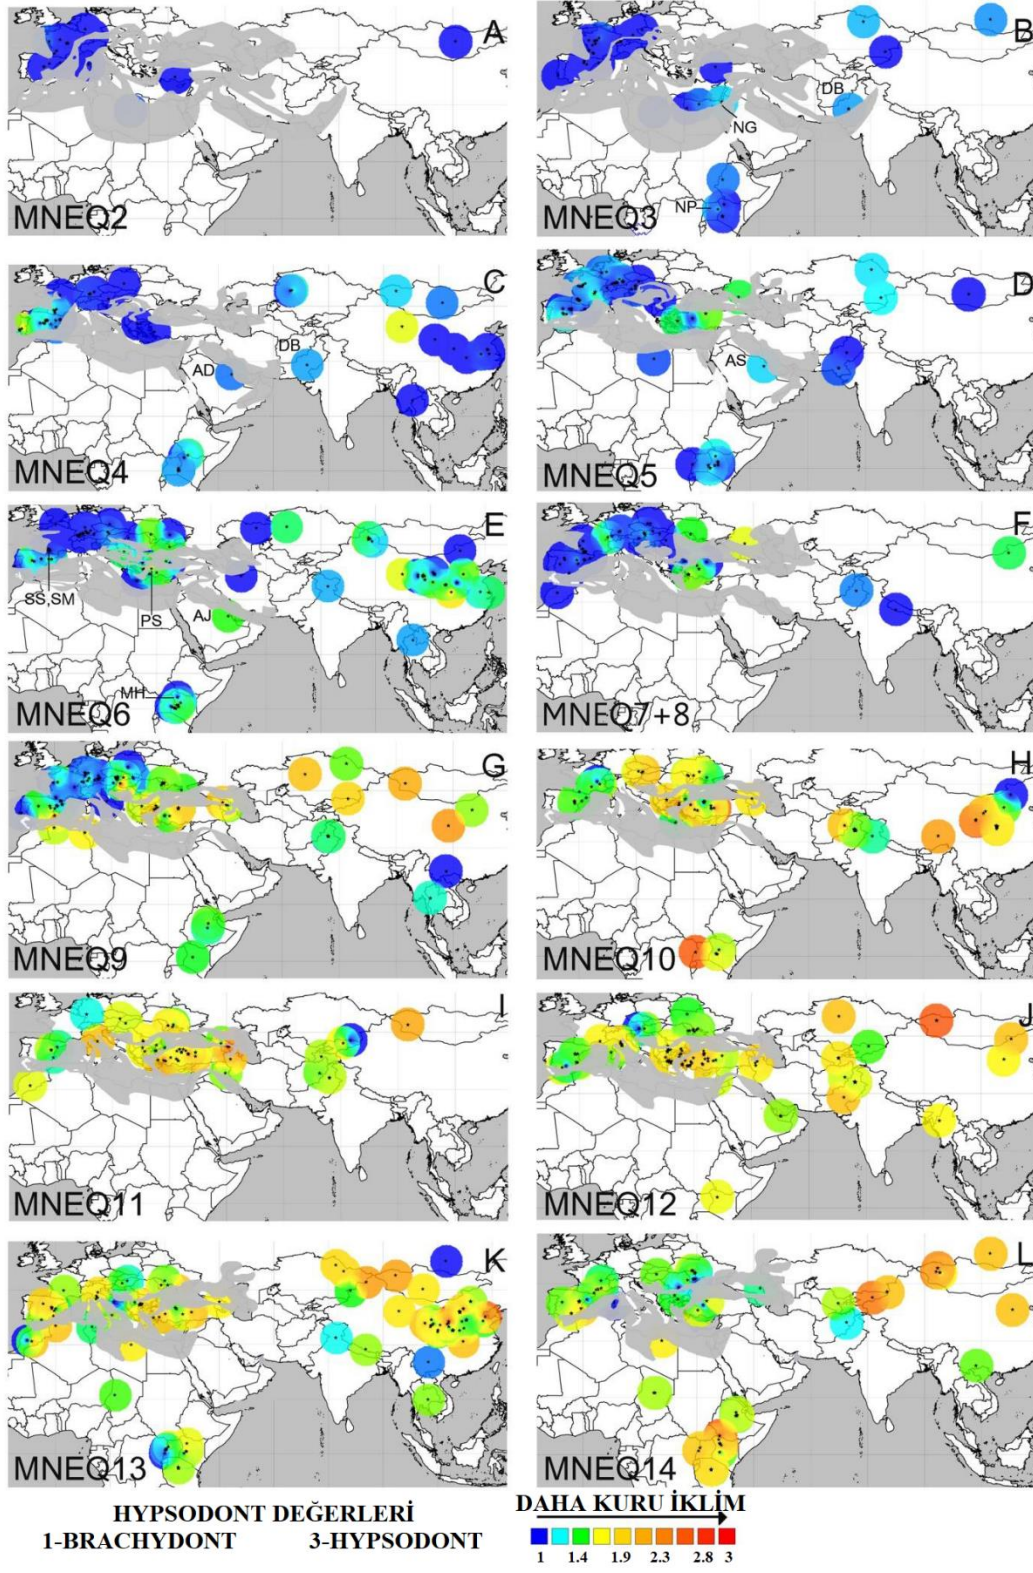 A
MNEQ2
B
DB
NG
NP
MNEQ3
C
DB
AD
MNEQ4
D
AS
MNEQ5
E
SS,SM
PS
AJ
MH
MNEQ6
F
MNEQ7+8
G
MNEQ9
H
MNEQ10
I
MNEQ11
J
MNEQ12
K
MNEQ13
L
MNEQ14
HYPSODONT DEĞERLERİ
1-BRACHYDONT 3-HYPSODONT
DAHA KURU İKLİM
1 1.4 1.9 2.3 2.8 3